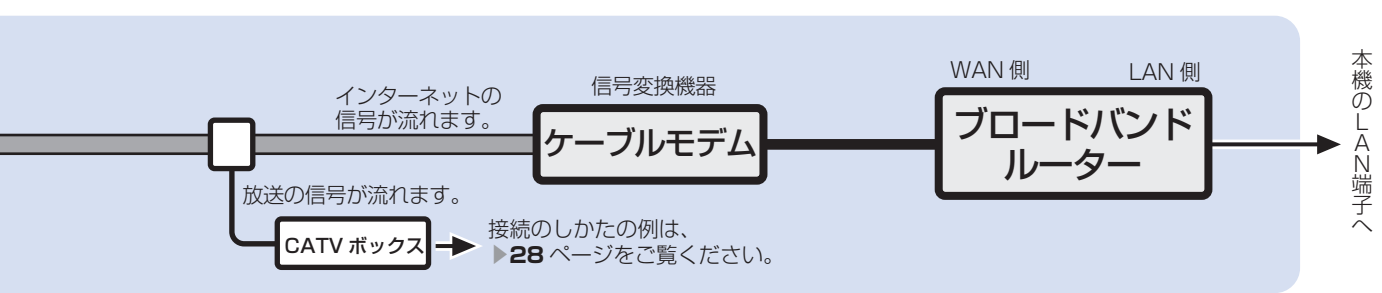 インターネットの
信号が流れます。
信号変換機器
ケーブルモデム
WAN 側
LAN 側
ブロードバンド
ルーター
本機のLAN端子へ
放送の信号が流れます。
CATV ボックス
接続のしかたの例は、
▶28 ページをご覧ください。